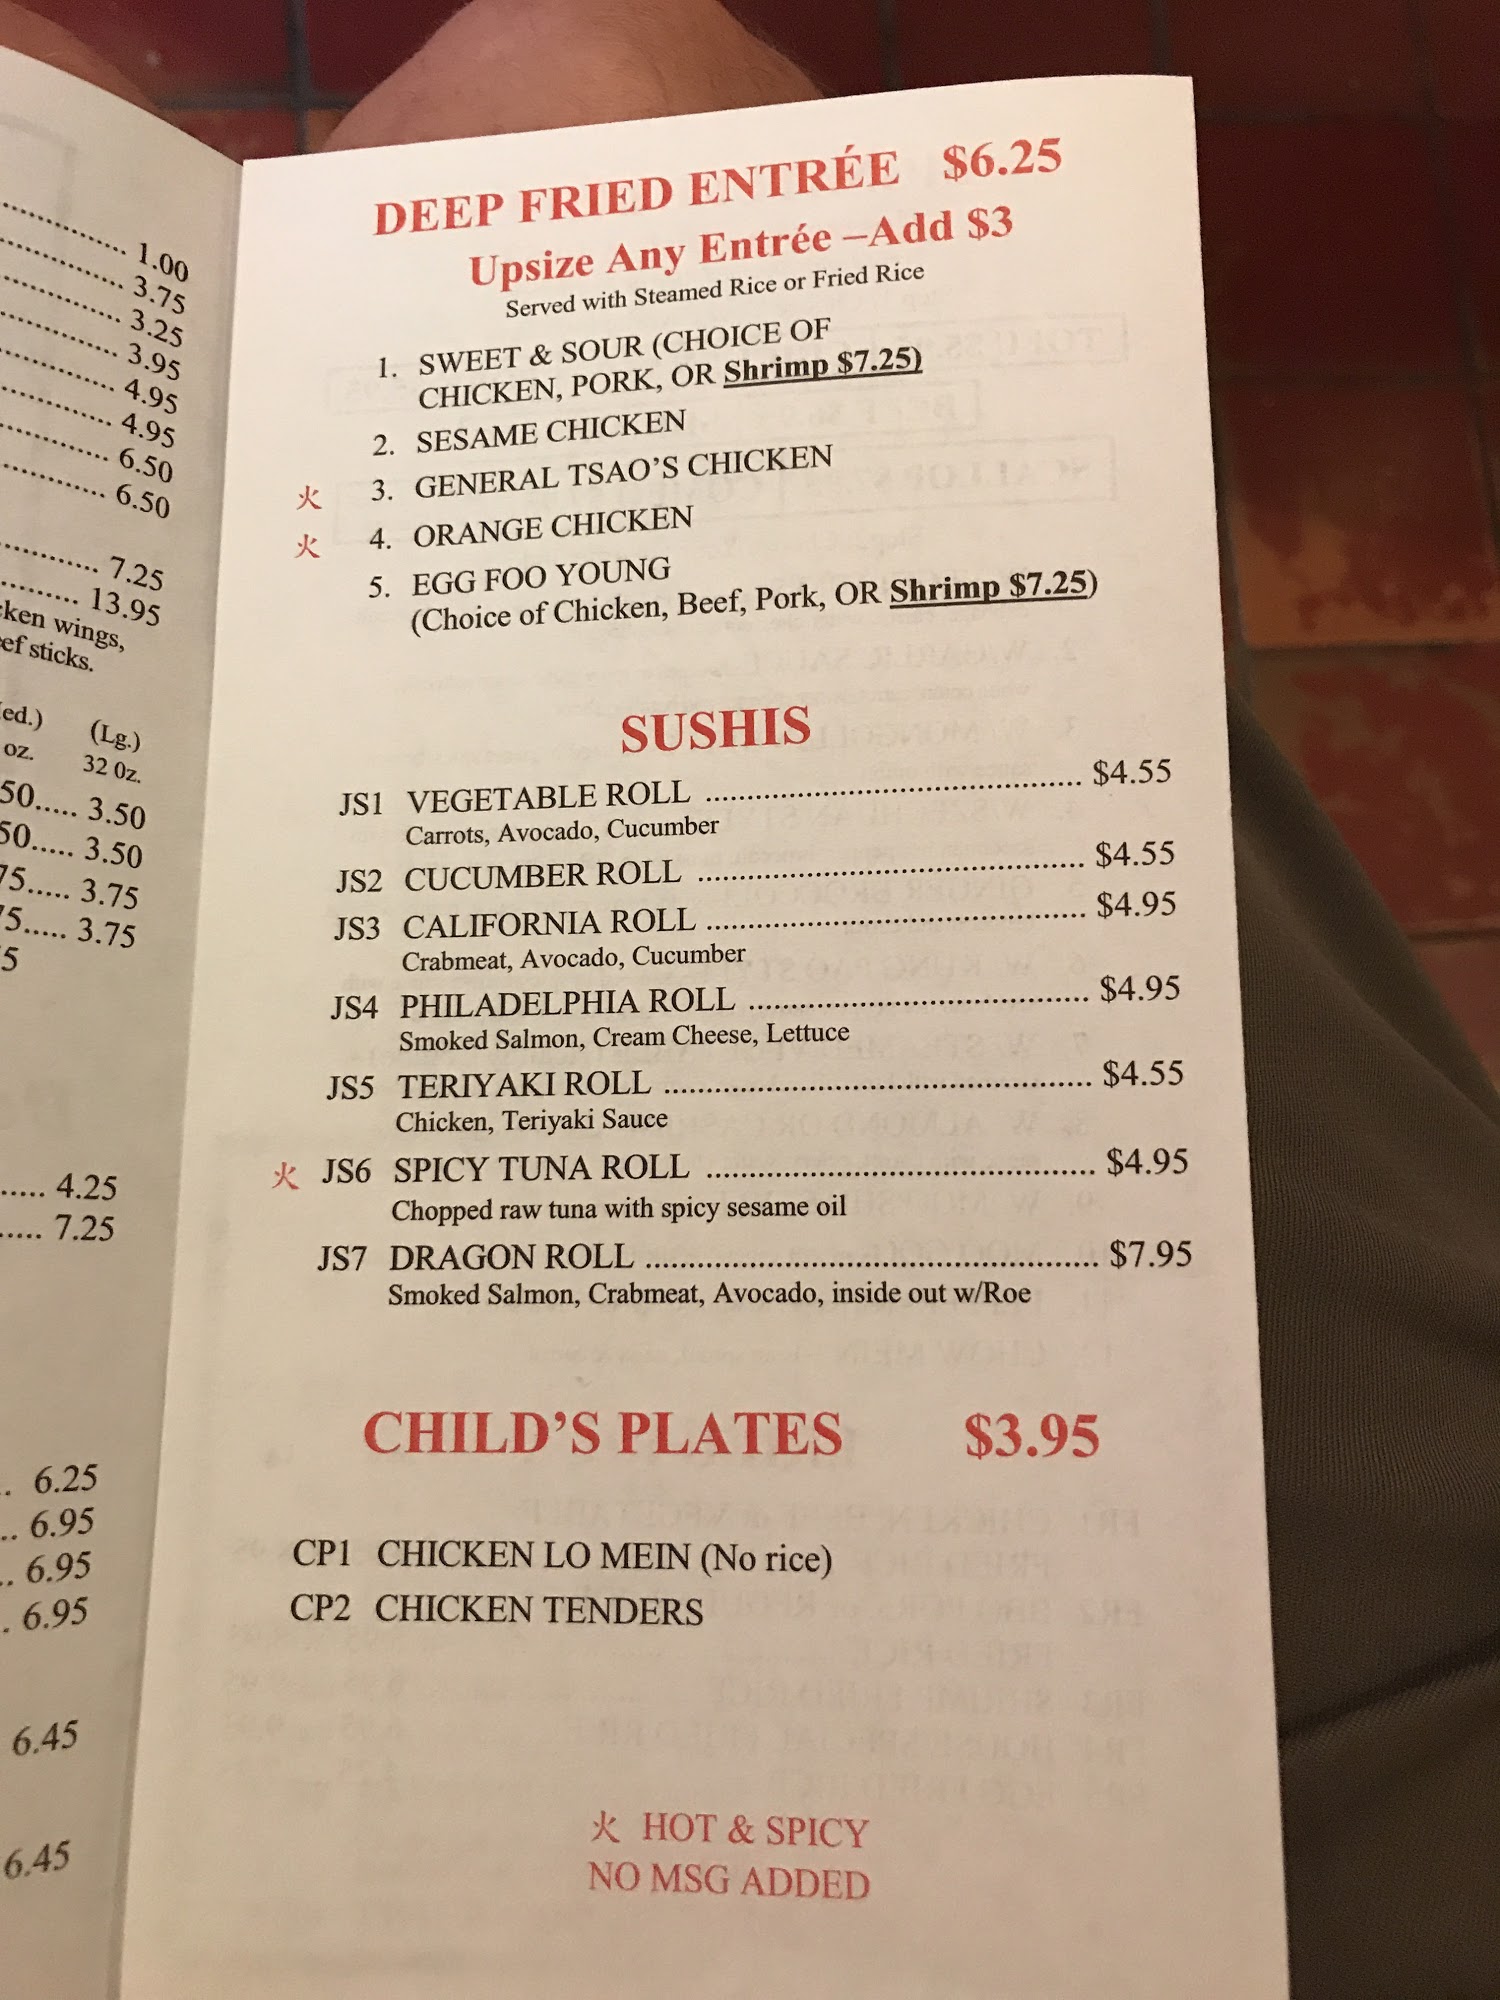 ..................... 1.00
..................... 3.75
..................... 3.25
..................... 3.95
..................... 4.95
..................... 4.95
..................... 6.50
..................... 6.50
........... 7.25
........... 13.95
wings,
sticks.
(Lg.)
oz. 32 Oz.
50..... 3.50
50..... 3.50
75..... 3.75
75..... 3.75
5
..... 4.25
..... 7.25
.. 6.25
.. 6.95
.. 6.95
. 6.95
6.45
6.45
DEEP FRIED ENTRÉE $6.25
Upsize Any Entrée –Add $3
Served with Steamed Rice or Fried Rice
1. SWEET & SOUR (CHOICE OF
CHICKEN, PORK, OR Shrimp $7.25)
2. SESAME CHICKEN
火 3. GENERAL TSAO'S CHICKEN
火 4. ORANGE CHICKEN
5. EGG FOO YOUNG
(Choice of Chicken, Beef, Pork, OR Shrimp $7.25)
SUSHIS
JS1 VEGETABLE ROLL ........................................ $4.55
Carrots, Avocado, Cucumber
JS2 CUCUMBER ROLL ........................................ $4.55
JS3 CALIFORNIA ROLL ........................................ $4.95
Crabmeat, Avocado, Cucumber
JS4 PHILADELPHIA ROLL ................................... $4.95
Smoked Salmon, Cream Cheese, Lettuce
JS5 TERIYAKI ROLL ............................................ $4.55
Chicken, Teriyaki Sauce
火 JS6 SPICY TUNA ROLL ........................................ $4.95
Chopped raw tuna with spicy sesame oil
JS7 DRAGON ROLL ............................................... $7.95
Smoked Salmon, Crabmeat, Avocado, inside out w/Roe
CHILD'S PLATES $3.95
CP1 CHICKEN LO MEIN (No rice)
CP2 CHICKEN TENDERS
火 HOT & SPICY
NO MSG ADDED